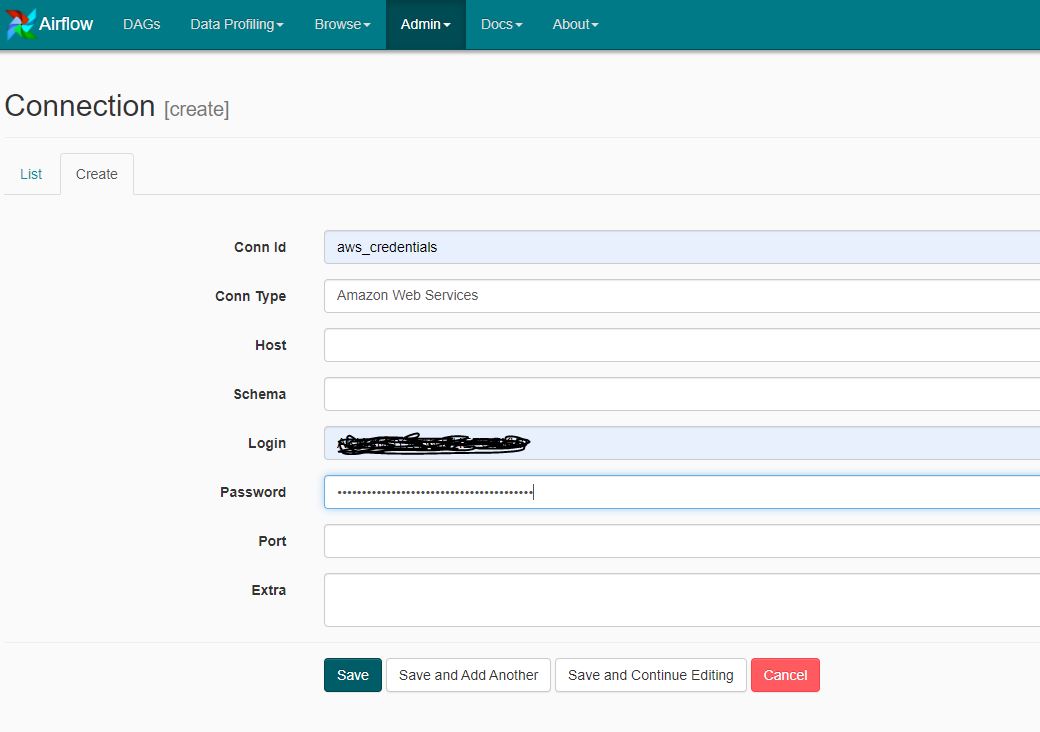 Airflow DAGs Data Profiling Browse Admin Docs About
Connection [create]
List Create
Conn Id aws_credentials
Conn Type Amazon Web Services
Host
Schema
Login
Password ••••••••••••••••••••••••••••••••••••••••
Port
Extra
Save Save and Add Another Save and Continue Editing Cancel